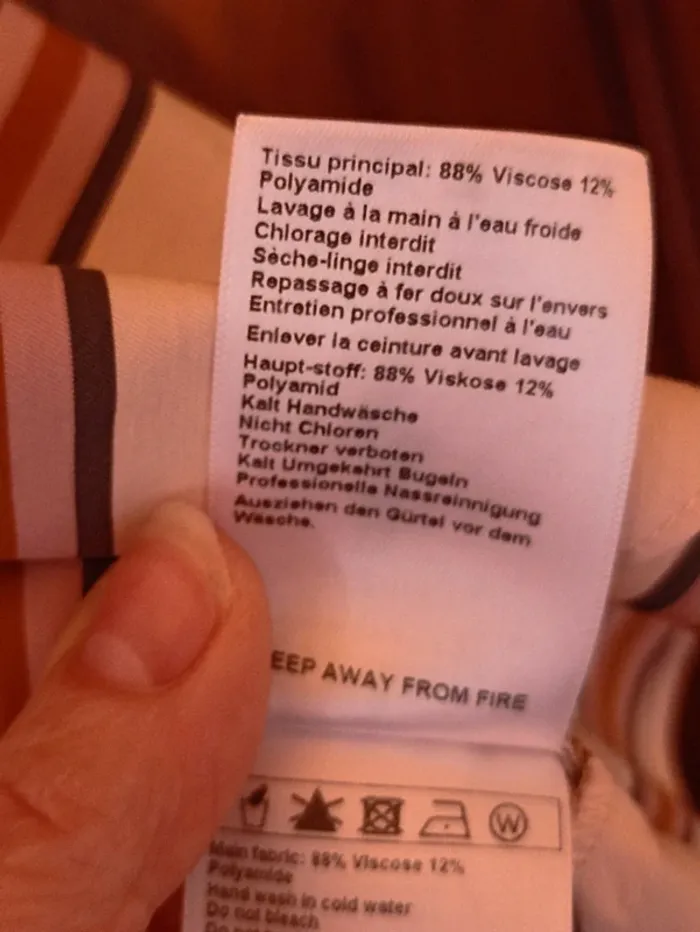 Tissu principal: 88% Viscose 12%
Polyamide
Lavage à la main à l'eau froide
Chlorage interdit
Sèche-linge interdit
Repassage à fer doux sur l'envers
Entretien professionnel à l'eau
Enlever la ceinture avant lavage
Haupt-stoff: 88% Viskose 12%
Polyamid
Kalt Handwäsche
Nicht Chloren
Trockner verboten
Kalt Umgekehrt Bugeln
Professionelle Nassreinnigung
Ausziehen den Gürtel vor dem
Wäsche.
EEP AWAY FROM FIRE
W
Main fabric: 88% Viscose 12%
Polyamide
Hand wash in cold water
Do not bleach
Do not